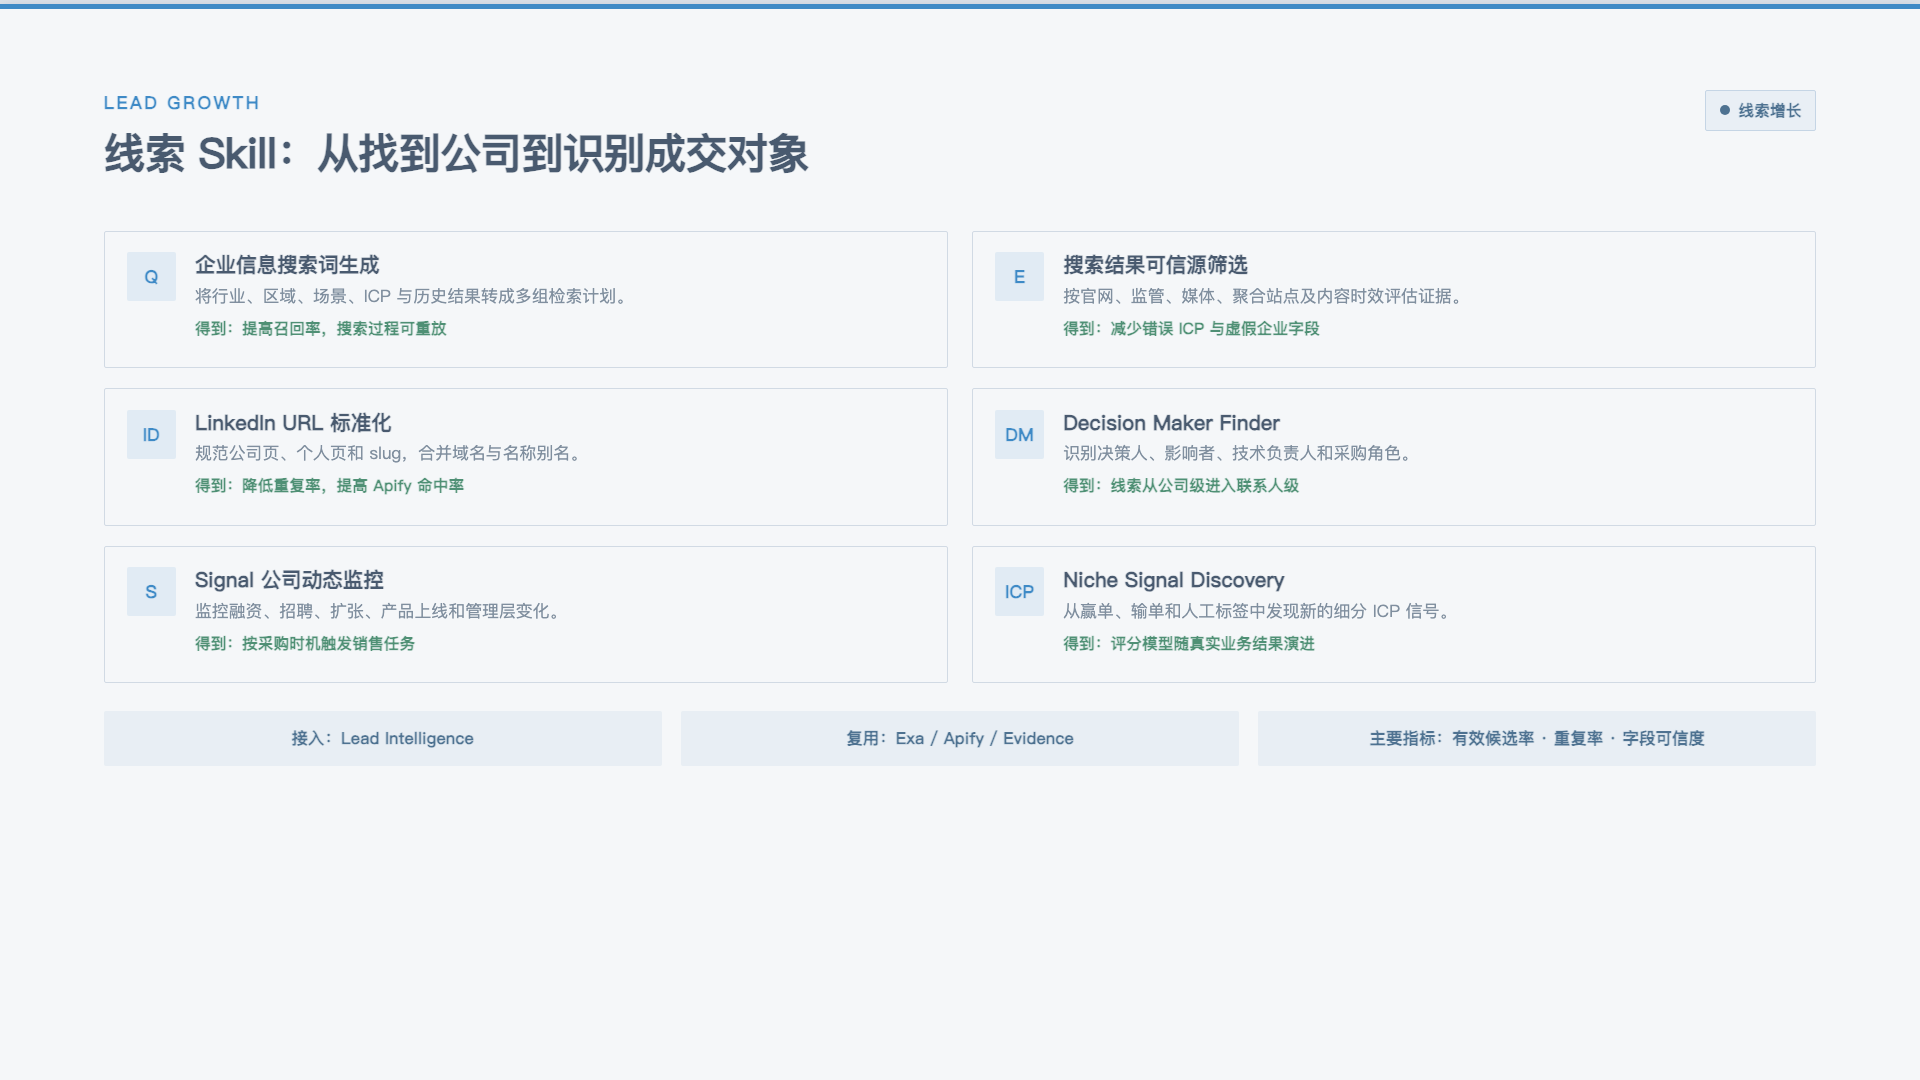 LEAD GROWTH
线索 Skill：从找到公司到识别成交对象
线索增长
Q
企业信息搜索词生成
将行业、区域、场景、ICP 与历史结果转成多组检索计划。
得到：提高召回率，搜索过程可重放
E
搜索结果可信源筛选
按官网、监管、媒体、聚合站点及内容时效评估证据。
得到：减少错误 ICP 与虚假企业字段
ID
LinkedIn URL 标准化
规范公司页、个人页和 slug，合并域名与名称别名。
得到：降低重复率，提高 Apify 命中率
DM
Decision Maker Finder
识别决策人、影响者、技术负责人和采购角色。
得到：线索从公司级进入联系人级
S
Signal 公司动态监控
监控融资、招聘、扩张、产品上线和管理层变化。
得到：按采购时机触发销售任务
ICP
Niche Signal Discovery
从赢单、输单和人工标签中发现新的细分 ICP 信号。
得到：评分模型随真实业务结果演进
接入：Lead Intelligence
复用：Exa / Apify / Evidence
主要指标：有效候选率 · 重复率 · 字段可信度